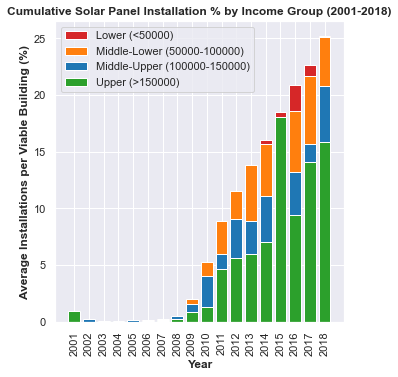 Cumulative Solar Panel Installation % by Income Group (2001-2018)
Lower (<50000)
Middle-Lower (50000-100000)
Middle-Upper (100000-150000)
Upper (>150000)
Average Installations per Viable Building (%)
25
20
15
10
5
0
2001 2002 2003 2004 2005 2006 2007 2008 2009 2010 2011 2012 2013 2014 2015 2016 2017 2018
Year